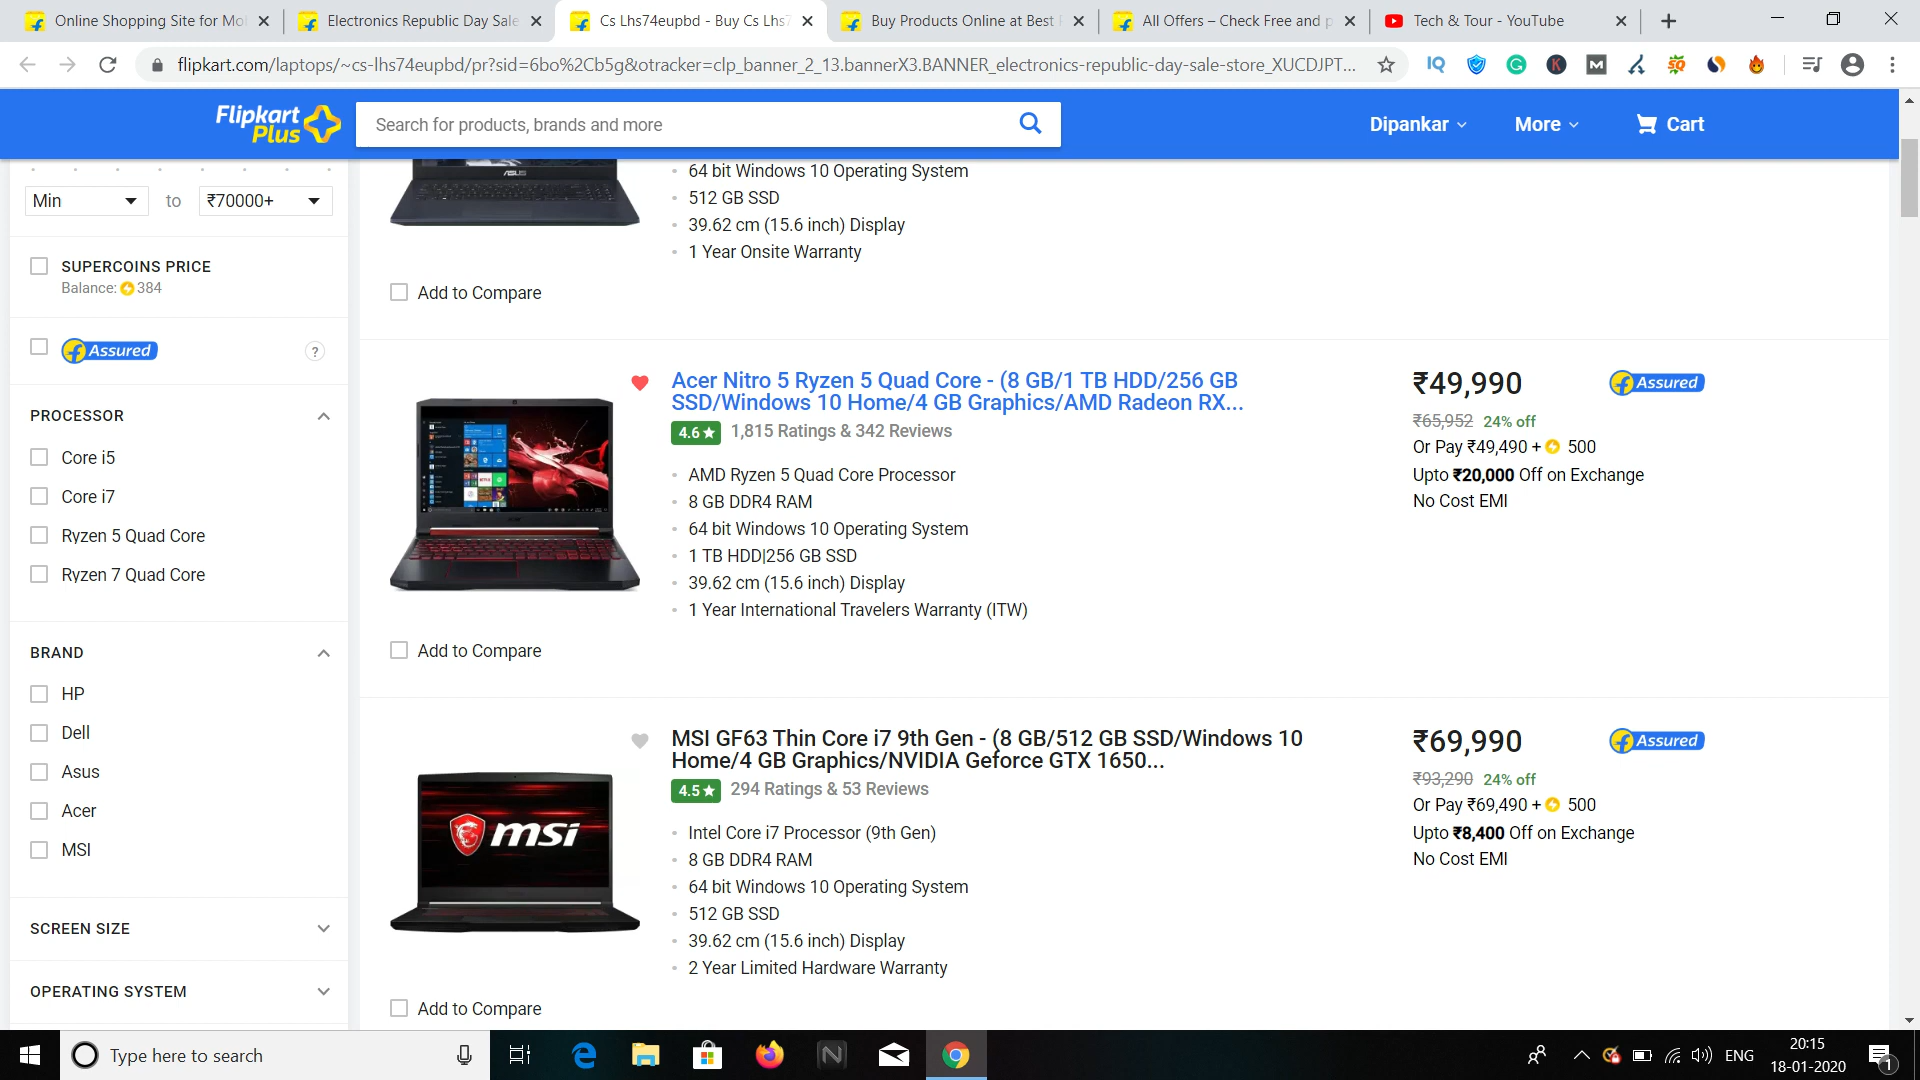 Online Shopping Site for Mo
Electronics Republic Day Sale
Cs Lhs74eupbd - Buy Cs Lhs7
Buy Products Online at Best
All Offers – Check Free and p
Tech & Tour - YouTube
flipkart.com/laptops/~cs-lhs74eupbd/pr?sid=6bo%2Cb5g&otracker=clp_banner_2_13.bannerX3.BANNER_electronics-republic-day-sale-store_XUCDJPT...
Flipkart
Plus
Search for products, brands and more
Dipankar
More
Cart
Min
to
₹70000+
SUPERCOINS PRICE
Balance: 384
Assured
?
PROCESSOR
Core i5
Core i7
Ryzen 5 Quad Core
Ryzen 7 Quad Core
BRAND
HP
Dell
Asus
Acer
MSI
SCREEN SIZE
OPERATING SYSTEM
ASUS
64 bit Windows 10 Operating System
512 GB SSD
39.62 cm (15.6 inch) Display
1 Year Onsite Warranty
Add to Compare
Acer Nitro 5 Ryzen 5 Quad Core - (8 GB/1 TB HDD/256 GB
SSD/Windows 10 Home/4 GB Graphics/AMD Radeon RX...
4.6★ 1,815 Ratings & 342 Reviews
AMD Ryzen 5 Quad Core Processor
8 GB DDR4 RAM
64 bit Windows 10 Operating System
1 TB HDD|256 GB SSD
39.62 cm (15.6 inch) Display
1 Year International Travelers Warranty (ITW)
Add to Compare
₹49,990
Assured
₹65,952 24% off
Or Pay ₹49,490 + 500
Upto ₹20,000 Off on Exchange
No Cost EMI
msi
MSI GF63 Thin Core i7 9th Gen - (8 GB/512 GB SSD/Windows 10
Home/4 GB Graphics/NVIDIA Geforce GTX 1650...
4.5★ 294 Ratings & 53 Reviews
Intel Core i7 Processor (9th Gen)
8 GB DDR4 RAM
64 bit Windows 10 Operating System
512 GB SSD
39.62 cm (15.6 inch) Display
2 Year Limited Hardware Warranty
Add to Compare
₹69,990
Assured
₹93,290 24% off
Or Pay ₹69,490 + 500
Upto ₹8,400 Off on Exchange
No Cost EMI
Type here to search
ENG
20:15
18-01-2020
1